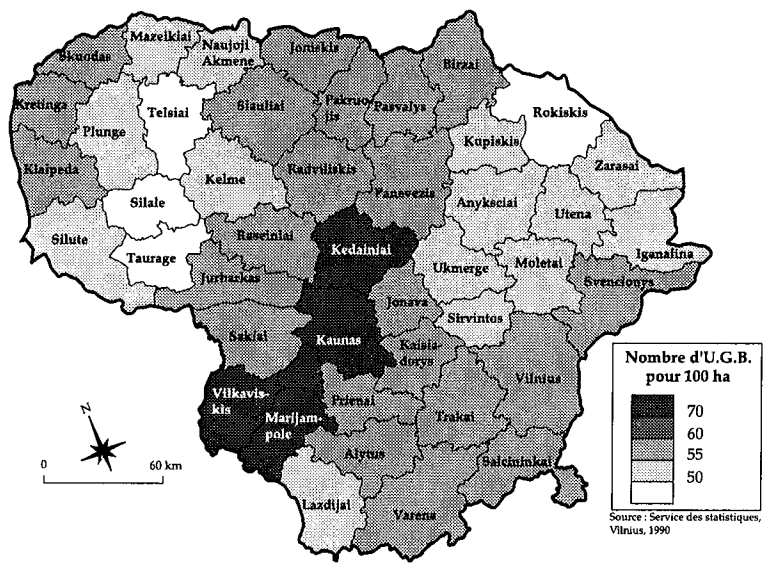 Mazeikiai
Naujoji
Akmene
Skuodas
Joniskis
Birzai
Kretinga
Plunge
Telsiai
Siauliai
Pakruo-
jis
Pasvalys
Rokiskis
Kupiskis
Zarasai
Klaipeda
Kelme
Radviliskis
Panevezis
Silale
Anyksciai
Utena
Silute
Taurage
Raseiniai
Kedainiai
Ukmerge
Moletai
Iganalina
Svencionys
Jurbarkas
Jonava
Sirvintos
Sakiai
Kaunas
Kaisia-
dorys
Vilnius
Vilkavis-
kis
Marijam-
pole
Prienai
Trakai
Alytus
Salcininkai
Lazdijai
Varena
N
0 60 km
Nombre d'U.G.B.
pour 100 ha
70
60
55
50
Source : Service des statistiques,
Vilnius, 1990